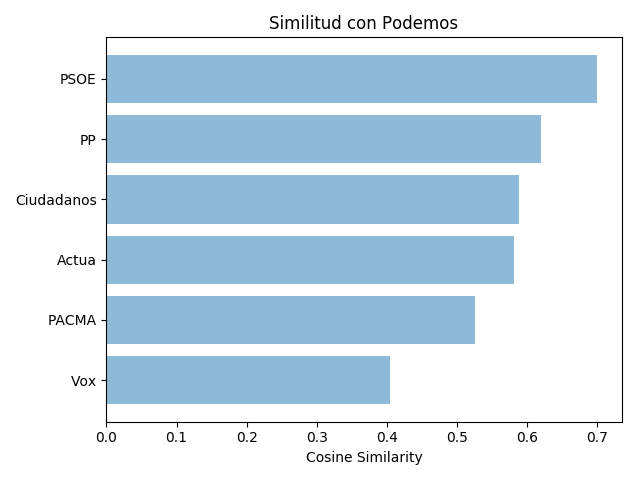 Similitud con Podemos
PSOE
PP
Ciudadanos
Actua
PACMA
Vox
0.0 0.1 0.2 0.3 0.4 0.5 0.6 0.7
Cosine Similarity